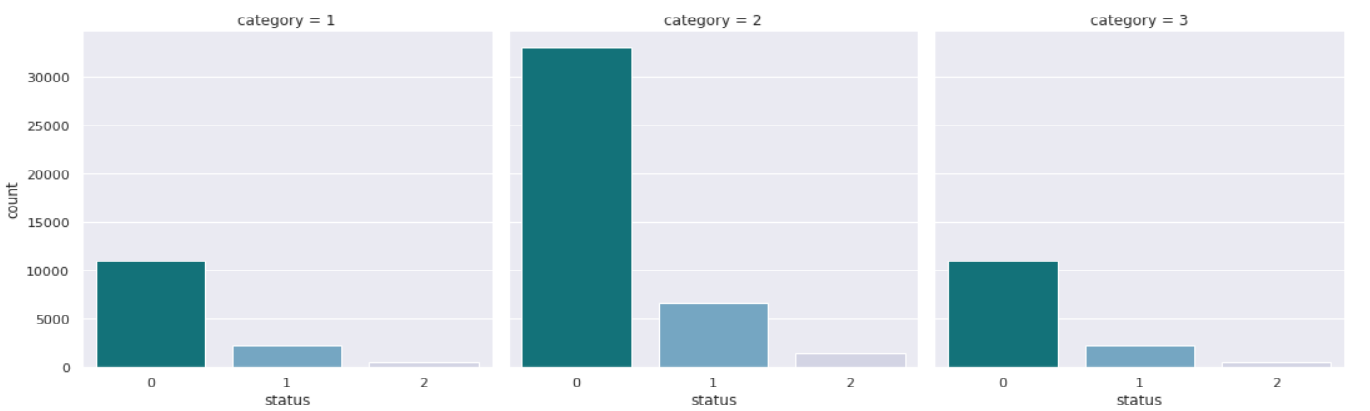 category = 1
category = 2
category = 3
count
30000
25000
20000
15000
10000
5000
0
0 1 2
0 1 2
0 1 2
status
status
status